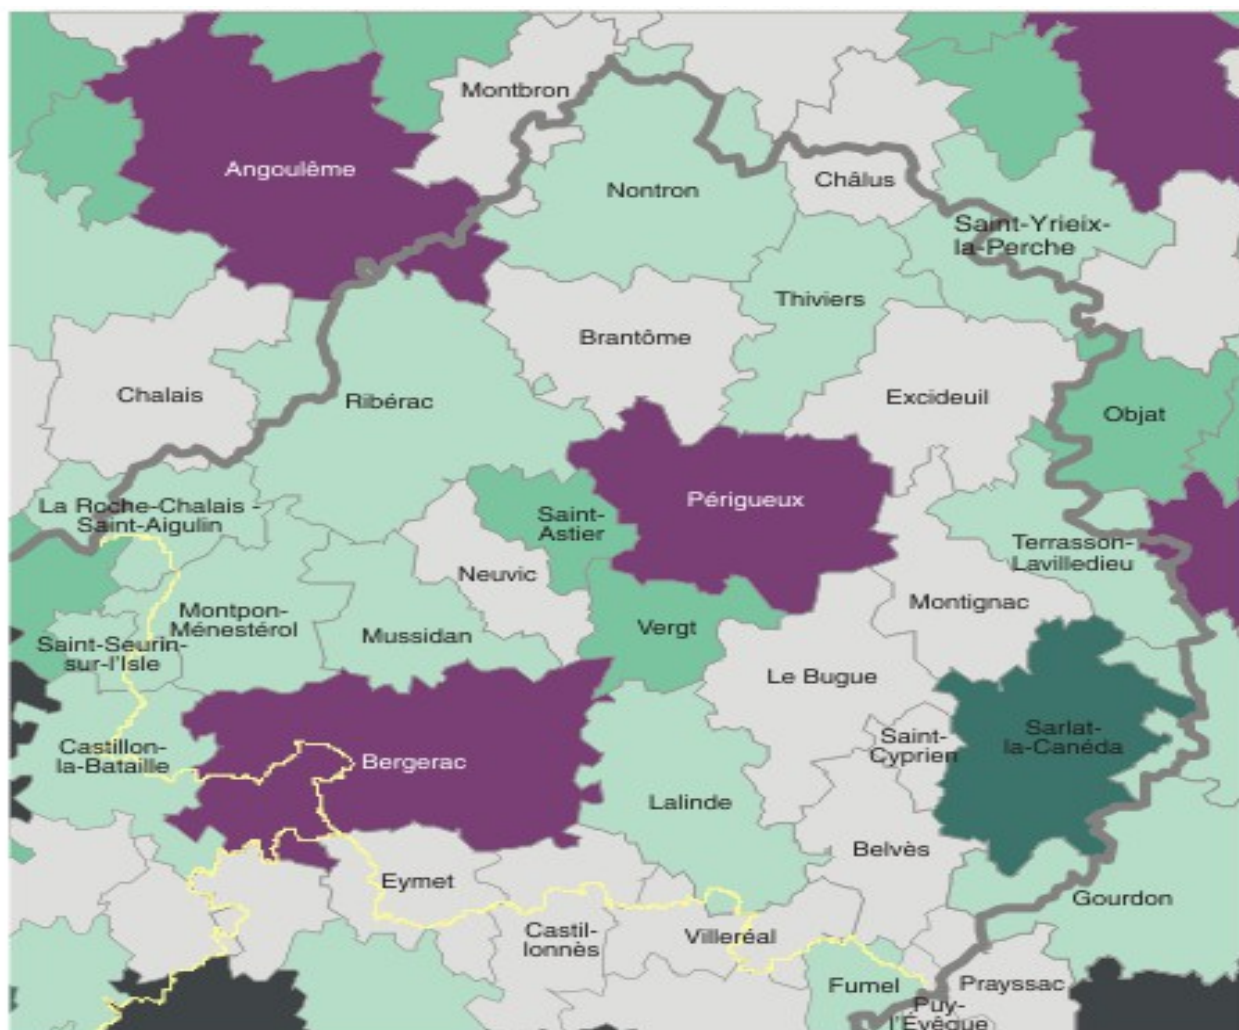 Montbron
Angoulême
Nontron
Châlus
Saint-Yrieix-
la-Perche
Thiviers
Brantôme
Chalais
Ribérac
Excideuil
Objat
Périgueux
La Roche-Chalais -
Saint-Aigulin
Saint-
Astier
Terrasson-
Lavilledieu
Neuvic
Montignac
Montpon-
Ménestérol
Mussidan
Vergt
Saint-Seurin-
sur-l'Isle
Le Bugue
Castillon-
la-Bataille
Bergerac
Saint-
Cyprien
Sarlat-
la-Canéda
Lalinde
Belvès
Eymet
Gourdon
Castil-
lonnès
Villeréal
Fumel
Prayssac
Puy-
l'Évêque